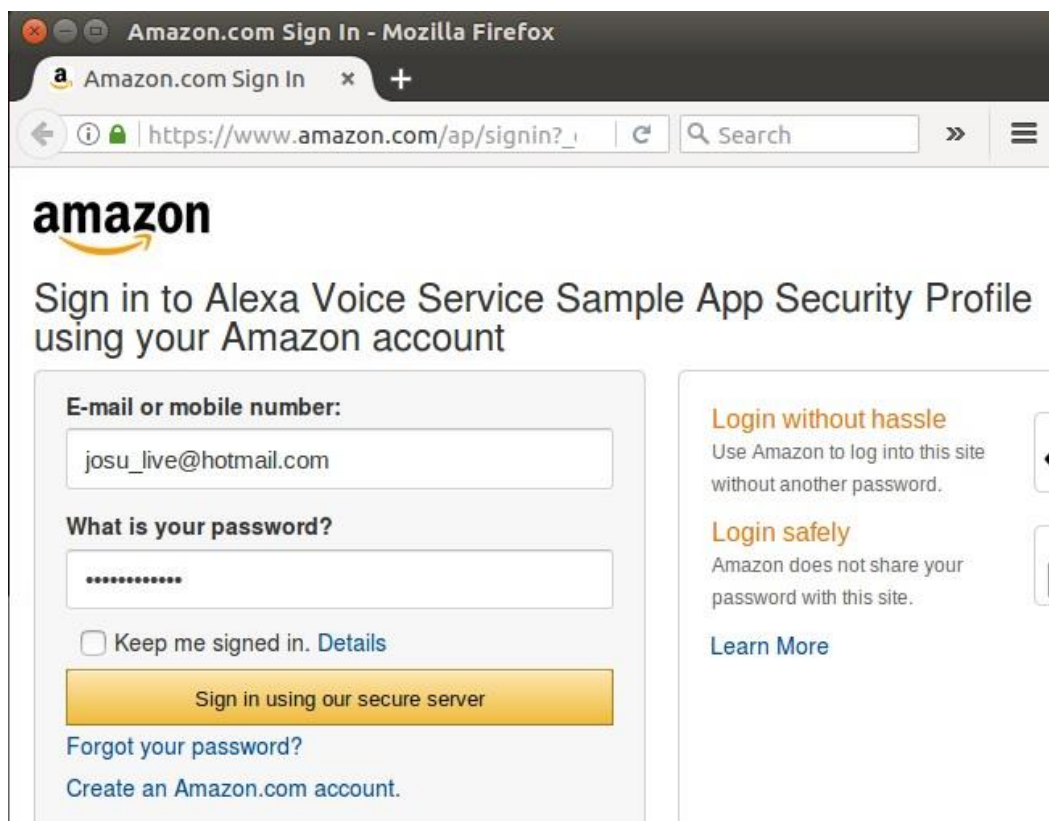 Amazon.com Sign In - Mozilla Firefox
Amazon.com Sign In
https://www.amazon.com/ap/signin?_
Search
amazon
Sign in to Alexa Voice Service Sample App Security Profile
using your Amazon account
E-mail or mobile number:
josu_live@hotmail.com
What is your password?
••••••••••••
Keep me signed in. Details
Sign in using our secure server
Forgot your password?
Create an Amazon.com account.
Login without hassle
Use Amazon to log into this site
without another password.
Login safely
Amazon does not share your
password with this site.
Learn More